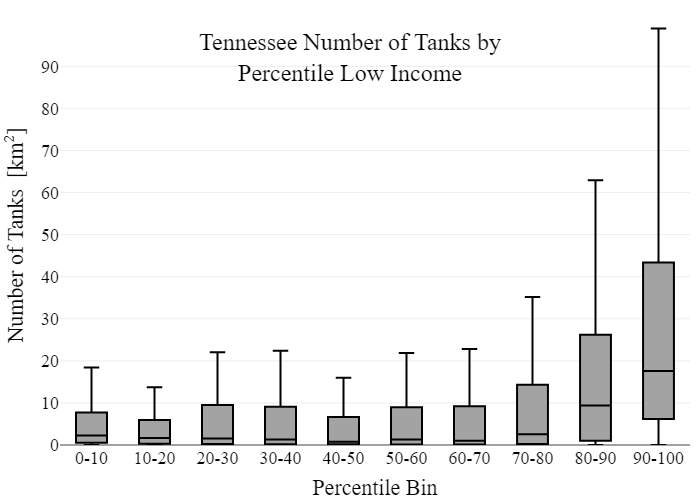 Tennessee Number of Tanks by
Percentile Low Income
Number of Tanks [km²]
90
80
70
60
50
40
30
20
10
0
0-10 10-20 20-30 30-40 40-50 50-60 60-70 70-80 80-90 90-100
Percentile Bin